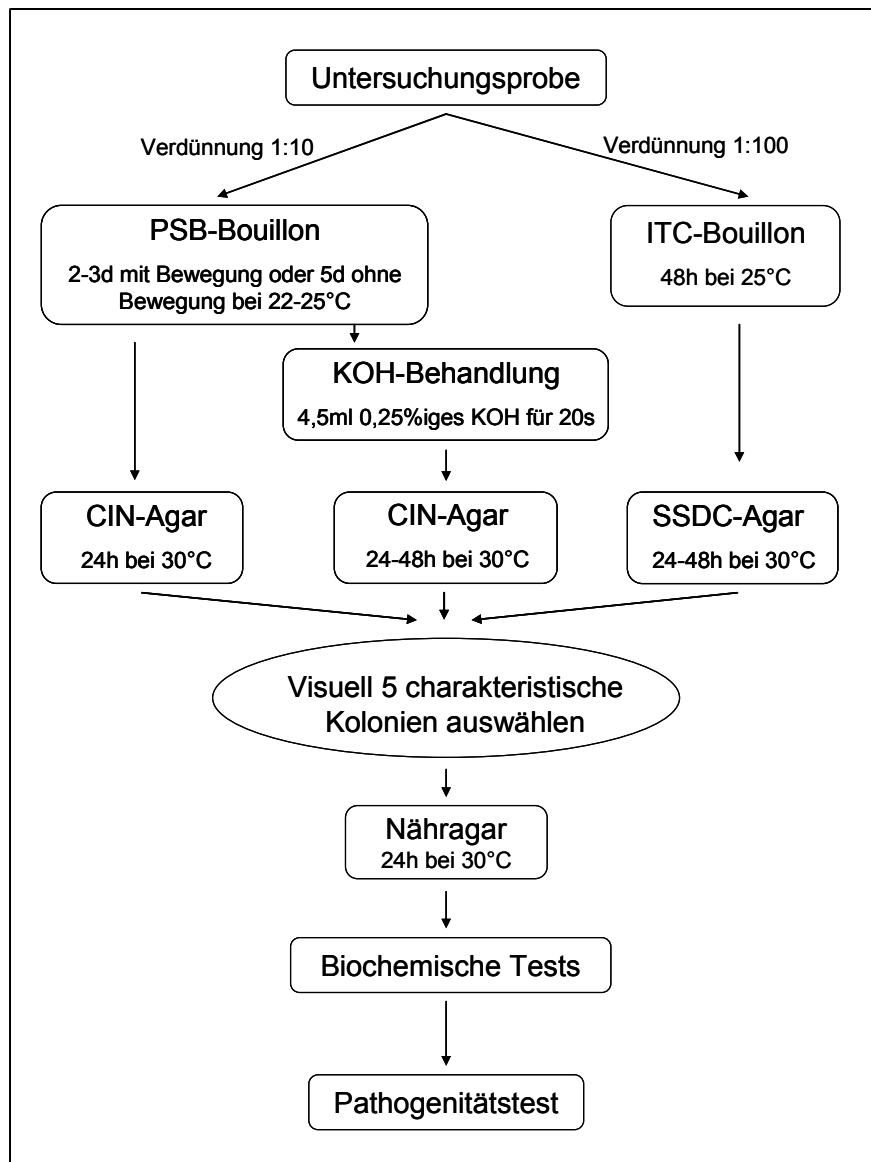 Untersuchungsprobe
Verdünnung 1:10
Verdünnung 1:100
PSB-Bouillon
2-3d mit Bewegung oder 5d ohne
Bewegung bei 22-25°C
ITC-Bouillon
48h bei 25°C
KOH-Behandlung
4,5ml 0,25%iges KOH für 20s
CIN-Agar
24h bei 30°C
CIN-Agar
24-48h bei 30°C
SSDC-Agar
24-48h bei 30°C
Visuell 5 charakteristische
Kolonien auswählen
Nähragar
24h bei 30°C
Biochemische Tests
Pathogenitätstest